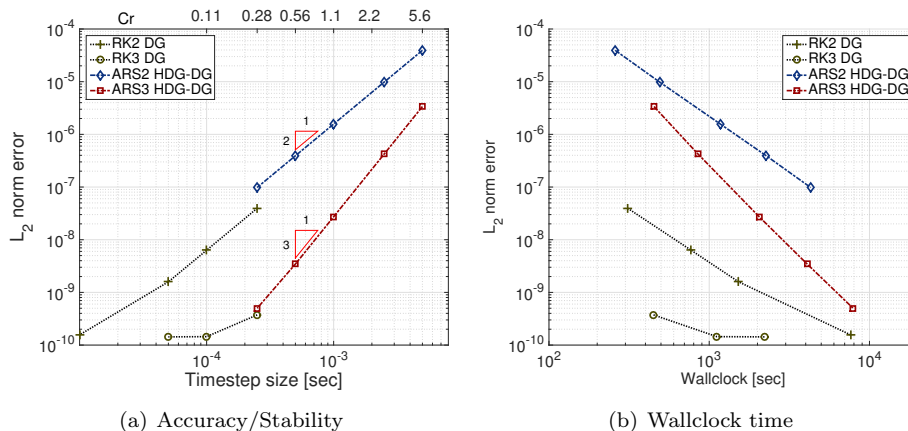 Cr 0.11 0.28 0.56 1.1 2.2 5.6
10^-4
10^-5
10^-6
10^-7
10^-8
10^-9
10^-10
L_2 norm error
RK2 DG
RK3 DG
ARS2 HDG-DG
ARS3 HDG-DG
1
2
1
3
10^-4 10^-3
Timestep size [sec]
(a) Accuracy/Stability
10^-4
10^-5
10^-6
10^-7
10^-8
10^-9
10^-10
L_2 norm error
RK2 DG
RK3 DG
ARS2 HDG-DG
ARS3 HDG-DG
10^2 10^3 10^4
Wallclock [sec]
(b) Wallclock time